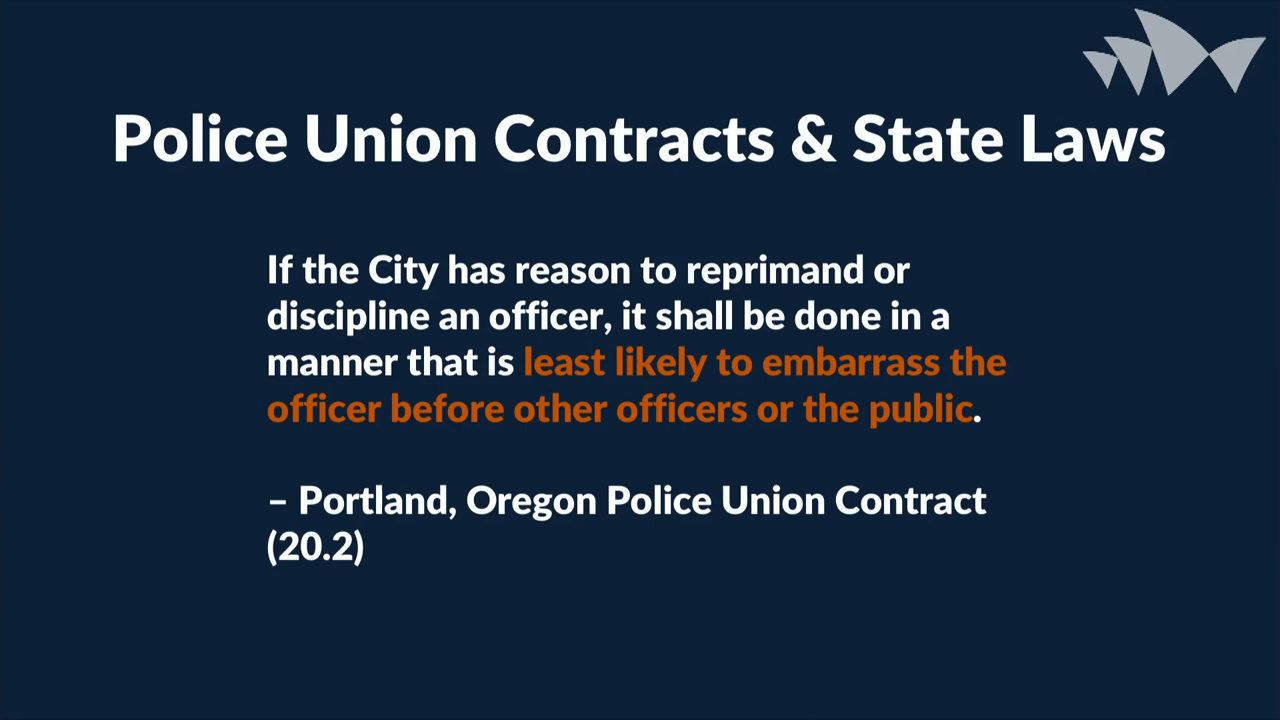 Police Union Contracts & State Laws
If the City has reason to reprimand or
discipline an officer, it shall be done in a
manner that is least likely to embarrass the
officer before other officers or the public.
– Portland, Oregon Police Union Contract
(20.2)